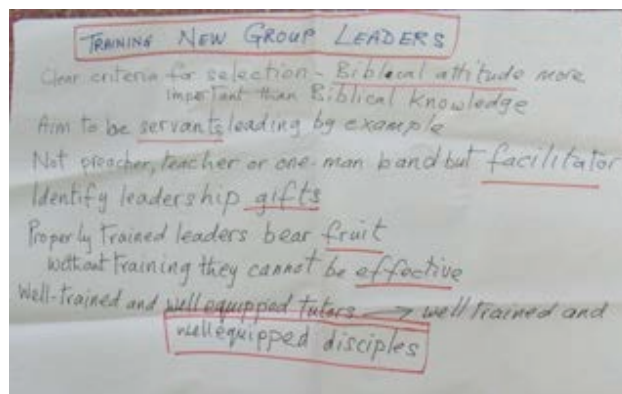 TRAINING NEW GROUP LEADERS
Clear criteria for selection - Biblical attitude more
important than Biblical knowledge
Aim to be servants leading by example
Not preacher, teacher or one-man band but facilitator
Identify leadership gifts
Properly trained leaders bear fruit
without training they cannot be effective
Well-trained and well equipped tutors → well trained and
well equipped disciples